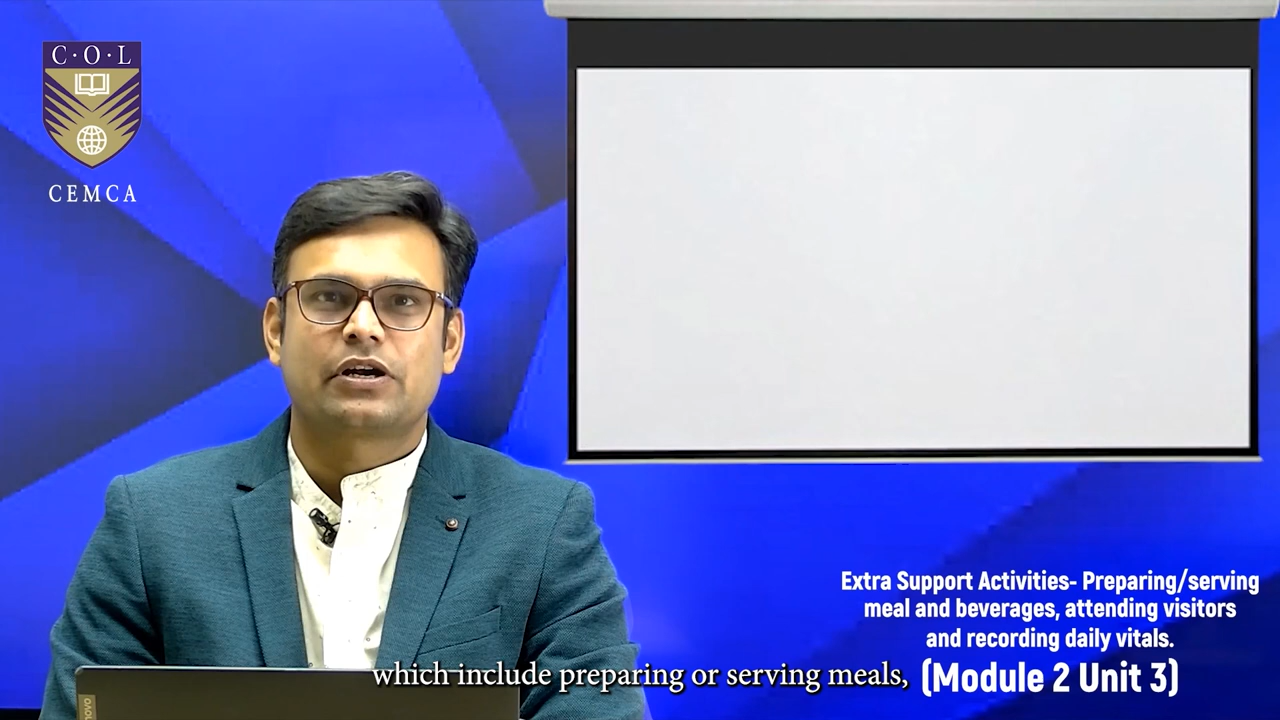 C·O·L
CEMCA
Extra Support Activities- Preparing/serving
meal and beverages, attending visitors
and recording daily vitals.
(Module 2 Unit 3)
which include preparing or serving meals,